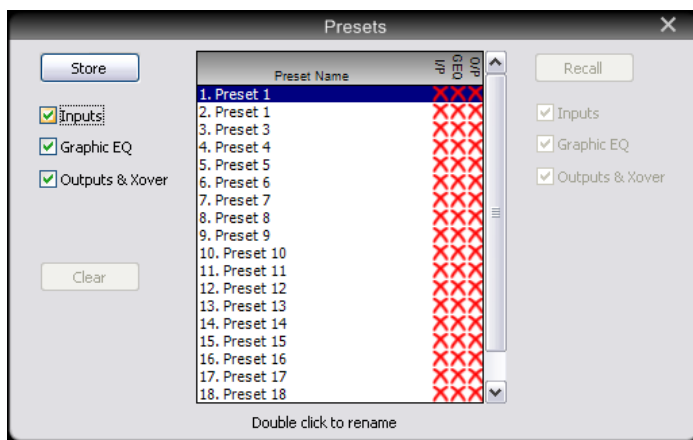 Presets
Store
Inputs
Graphic EQ
Outputs & Xover
Clear
Preset Name
I/P
GEQ
O/P
1. Preset 1
2. Preset 1
3. Preset 3
4. Preset 4
5. Preset 5
6. Preset 6
7. Preset 7
8. Preset 8
9. Preset 9
10. Preset 10
11. Preset 11
12. Preset 12
13. Preset 13
14. Preset 14
15. Preset 15
16. Preset 16
17. Preset 17
18. Preset 18
Double click to rename
Recall
Inputs
Graphic EQ
Outputs & Xover